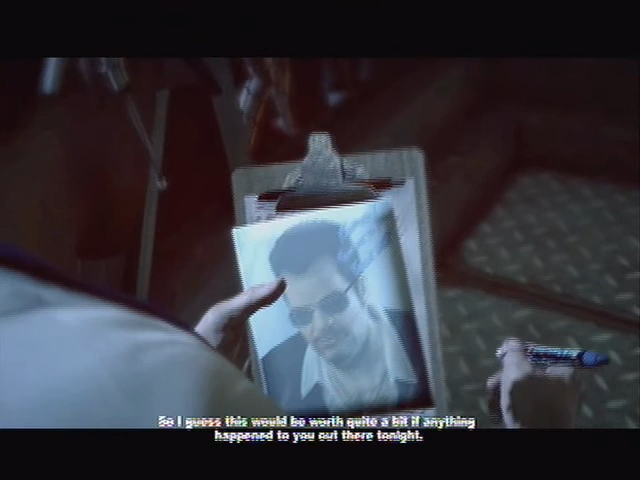 So I guess this would be worth quite a bit if anything
happened to you out there tonight.